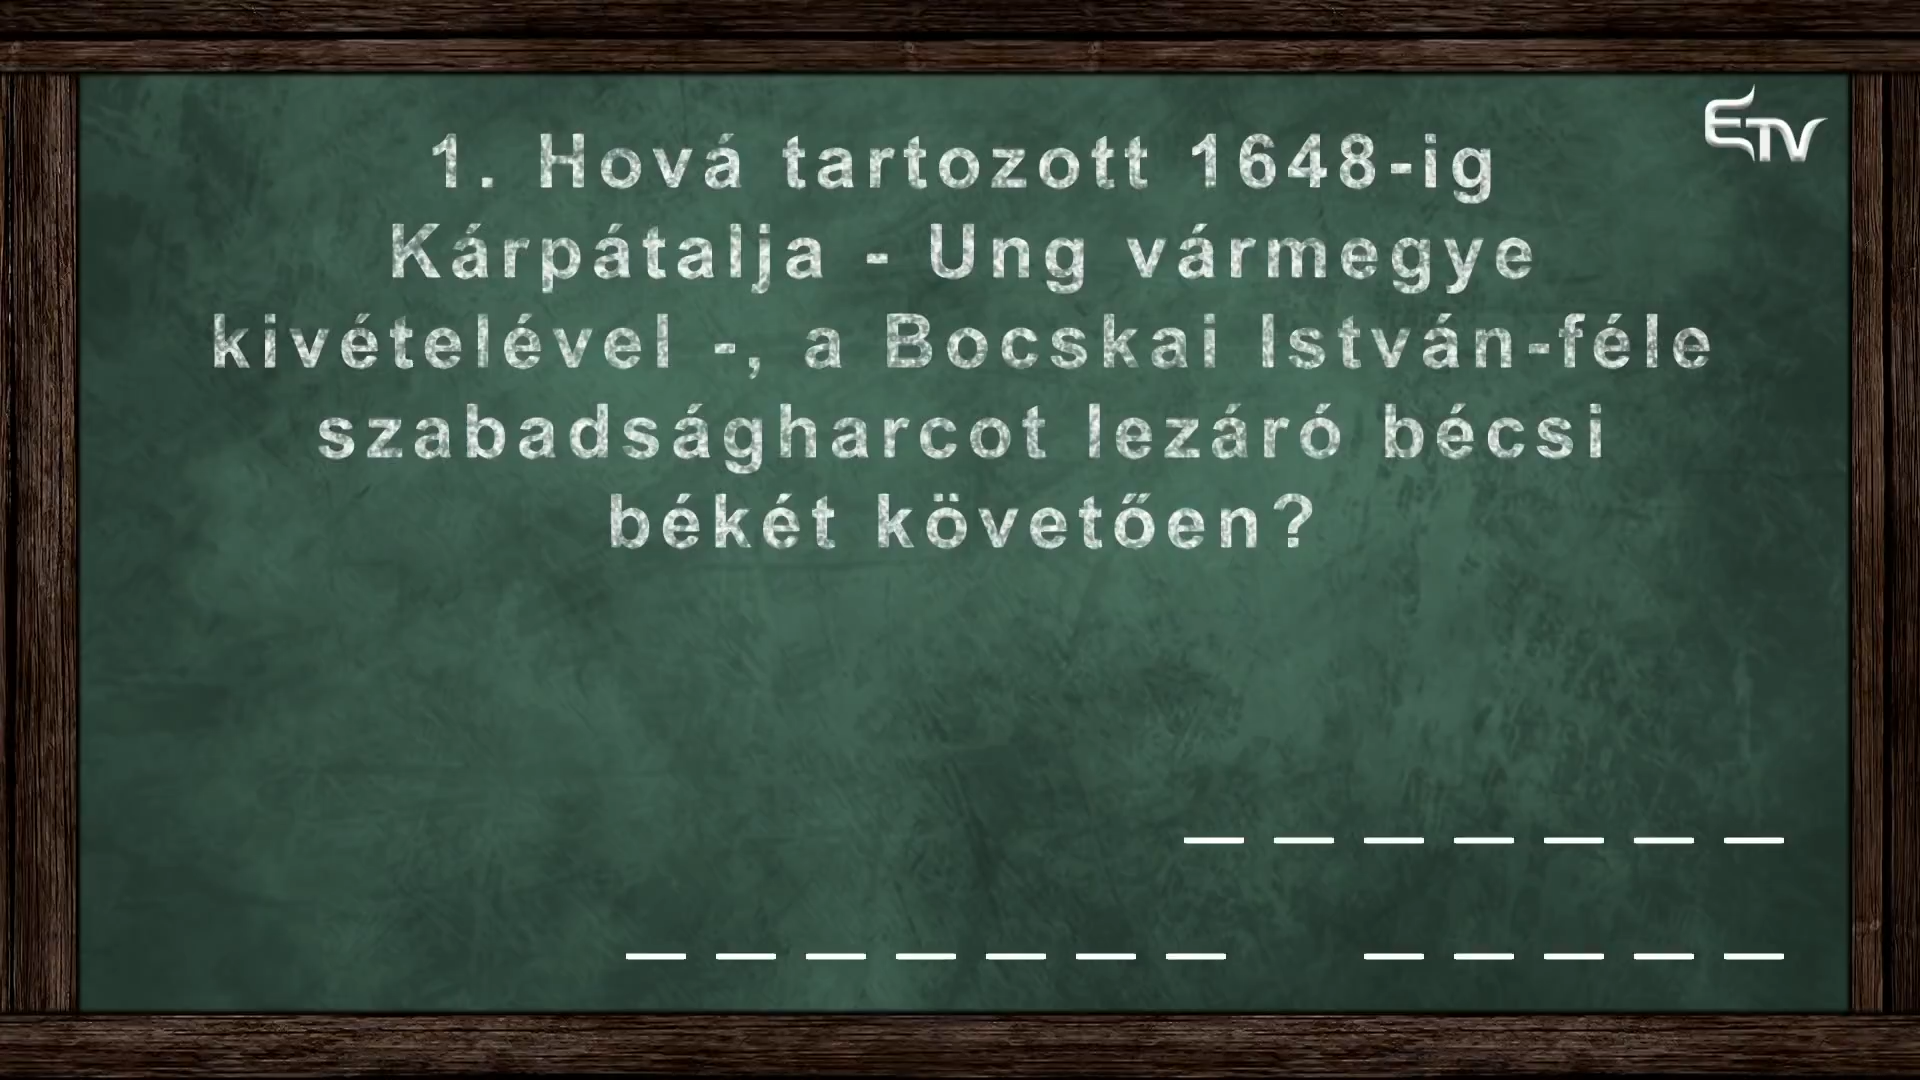 ETV
1. Hová tartozott 1648-ig
Kárpátalja - Ung vármegye
kivételével -, a Bocskai István-féle
szabadságharcot lezáró bécsi
békét követően?
_ _ _ _ _ _ _
_ _ _ _ _ _ _   _ _ _ _ _